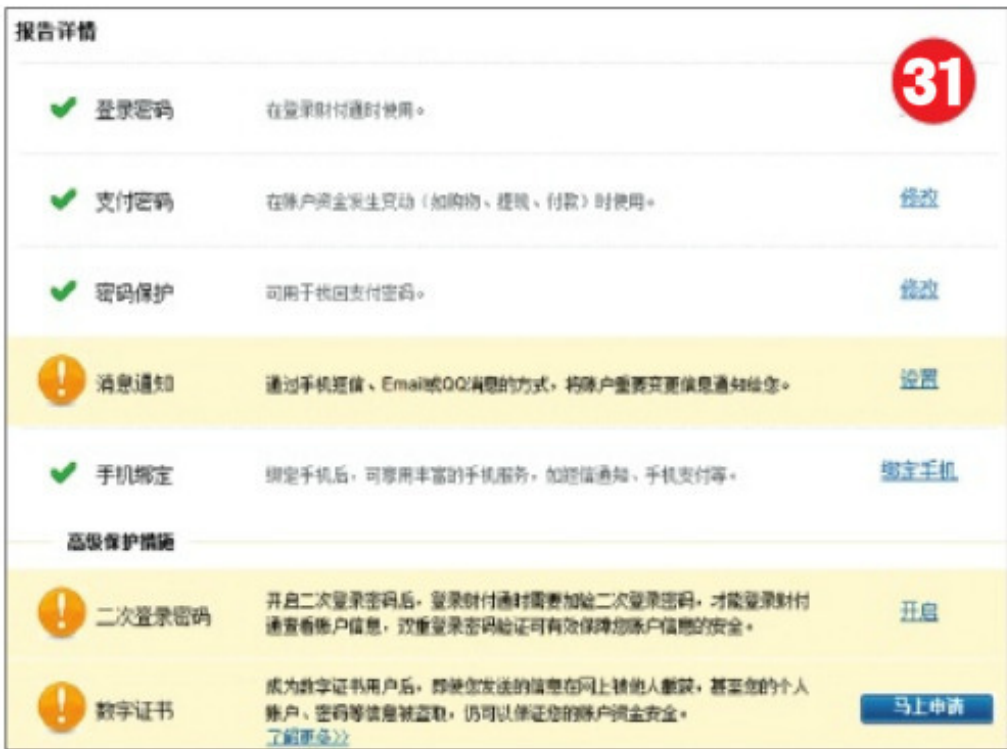 报告详情
31
登录密码 在登录财付通时使用。
支付密码 在账户资金发生变动（如购物、提现、付款）时使用。 修改
密码保护 可用于找回支付密码。 修改
消息通知 通过手机短信、Email或QQ消息的方式，将账户重要变更信息通知给您。 设置
手机绑定 绑定手机后，可享用丰富的手机服务，如短信通知、手机支付等。 绑定手机
高级保护措施
二次登录密码 开启二次登录密码后，登录财付通时需要加输二次登录密码，才能登录财付 开启
通查看账户信息，双重登录密码验证可有效保障您账户信息的安全。
数字证书 成为数字证书用户后，即使您发送的信息在网上被他人截获，甚至您的个人 马上申请
账户、密码等信息被盗取，仍可以保证您的账户资金安全。
了解更多>>